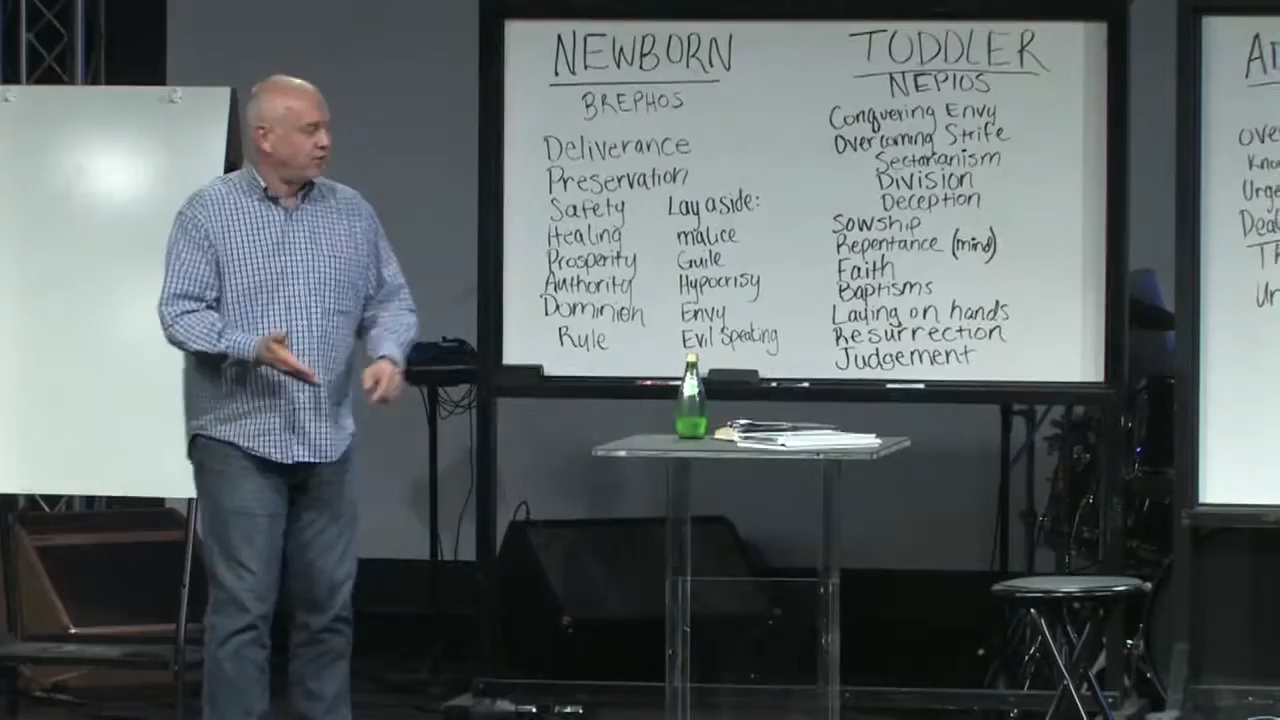 NEWBORN
BREPHOS
Deliverance
Preservation
Safety
Healing
Prosperity
Authority
Dominion
Rule
Lay aside:
malice
Guile
Hypocrisy
Envy
Evil Speaking
TODDLER
NEPIOS
Conquering Envy
Overcoming Strife
Sectarianism
Division
Deception
Sowship
Repentance (mind)
Faith
Baptisms
Laying on hands
Resurrection
Judgement